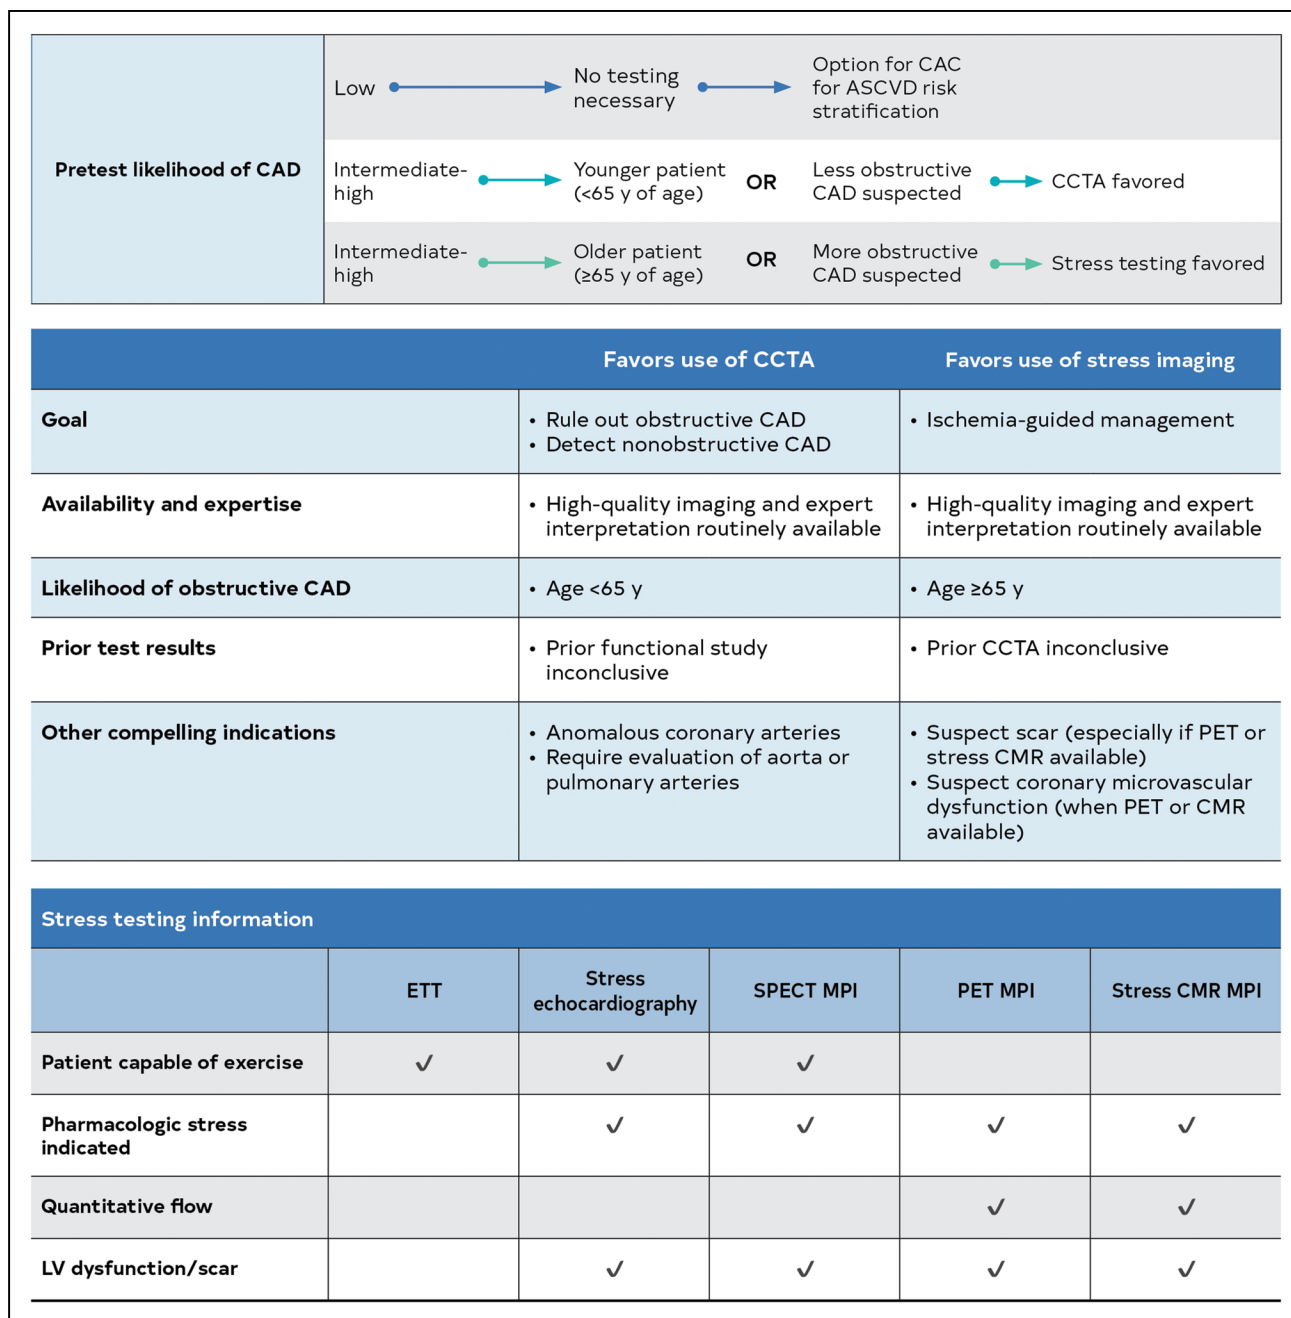 Pretest likelihood of CAD
Low
No testing
necessary
Option for CAC
for ASCVD risk
stratification
Intermediate-
high
Younger patient
(<65 y of age)
OR
Less obstructive
CAD suspected
CCTA favored
Intermediate-
high
Older patient
(≥65 y of age)
OR
More obstructive
CAD suspected
Stress testing favored
Favors use of CCTA
Favors use of stress imaging
Goal
• Rule out obstructive CAD
• Detect nonobstructive CAD
• Ischemia-guided management
Availability and expertise
• High-quality imaging and expert
interpretation routinely available
• High-quality imaging and expert
interpretation routinely available
Likelihood of obstructive CAD
• Age <65 y
• Age ≥65 y
Prior test results
• Prior functional study
inconclusive
• Prior CCTA inconclusive
Other compelling indications
• Anomalous coronary arteries
• Require evaluation of aorta or
pulmonary arteries
• Suspect scar (especially if PET or
stress CMR available)
• Suspect coronary microvascular
dysfunction (when PET or CMR
available)
Stress testing information
ETT
Stress
echocardiography
SPECT MPI
PET MPI
Stress CMR MPI
Patient capable of exercise
✓ ✓ ✓
Pharmacologic stress
indicated
✓ ✓ ✓ ✓
Quantitative flow
✓ ✓
LV dysfunction/scar
✓ ✓ ✓ ✓